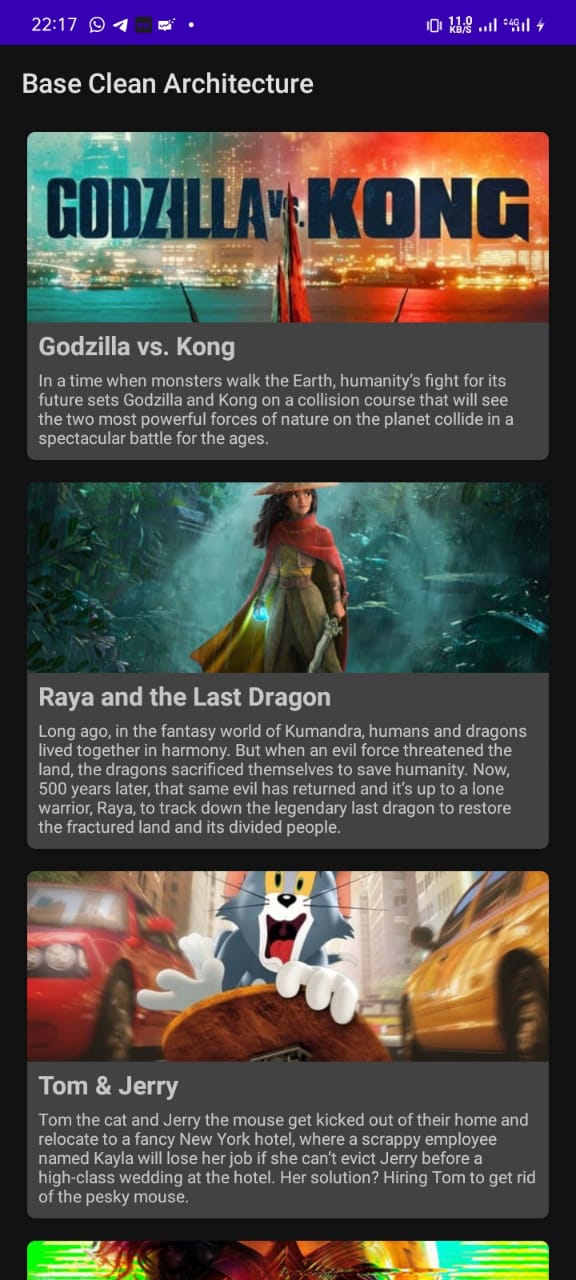 22:17
11.0
KB/S
4G
Base Clean Architecture
GODZILLA VS. KONG
Godzilla vs. Kong
In a time when monsters walk the Earth, humanity's fight for its
future sets Godzilla and Kong on a collision course that will see
the two most powerful forces of nature on the planet collide in a
spectacular battle for the ages.
Raya and the Last Dragon
Long ago, in the fantasy world of Kumandra, humans and dragons
lived together in harmony. But when an evil force threatened the
land, the dragons sacrificed themselves to save humanity. Now,
500 years later, that same evil has returned and it's up to a lone
warrior, Raya, to track down the legendary last dragon to restore
the fractured land and its divided people.
Tom & Jerry
Tom the cat and Jerry the mouse get kicked out of their home and
relocate to a fancy New York hotel, where a scrappy employee
named Kayla will lose her job if she can't evict Jerry before a
high-class wedding at the hotel. Her solution? Hiring Tom to get rid
of the pesky mouse.